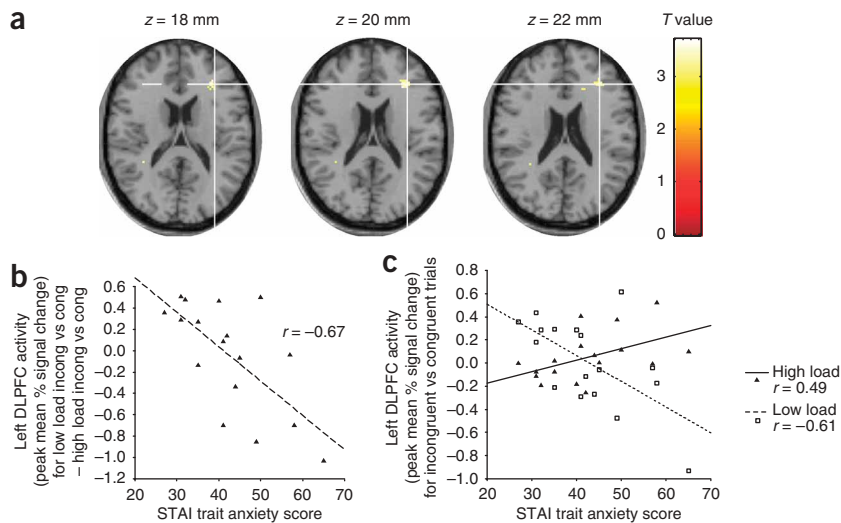 a
z = 18 mm
z = 20 mm
z = 22 mm
T value
3
2
1
0
b
Left DLPFC activity
(peak mean % signal change)
for low load incong vs cong
– high load incong vs cong
0.6
0.4
0.2
0.0
–0.2
–0.4
–0.6
–0.8
–1.0
–1.2
r = –0.67
20
30
40
50
60
70
STAI trait anxiety score
c
Left DLPFC activity
(peak mean % signal change)
for incongruent vs congruent trials
0.8
0.6
0.4
0.2
0.0
–0.2
–0.4
–0.6
–0.8
–1.0
20
30
40
50
60
70
STAI trait anxiety score
High load
r = 0.49
Low load
r = –0.61